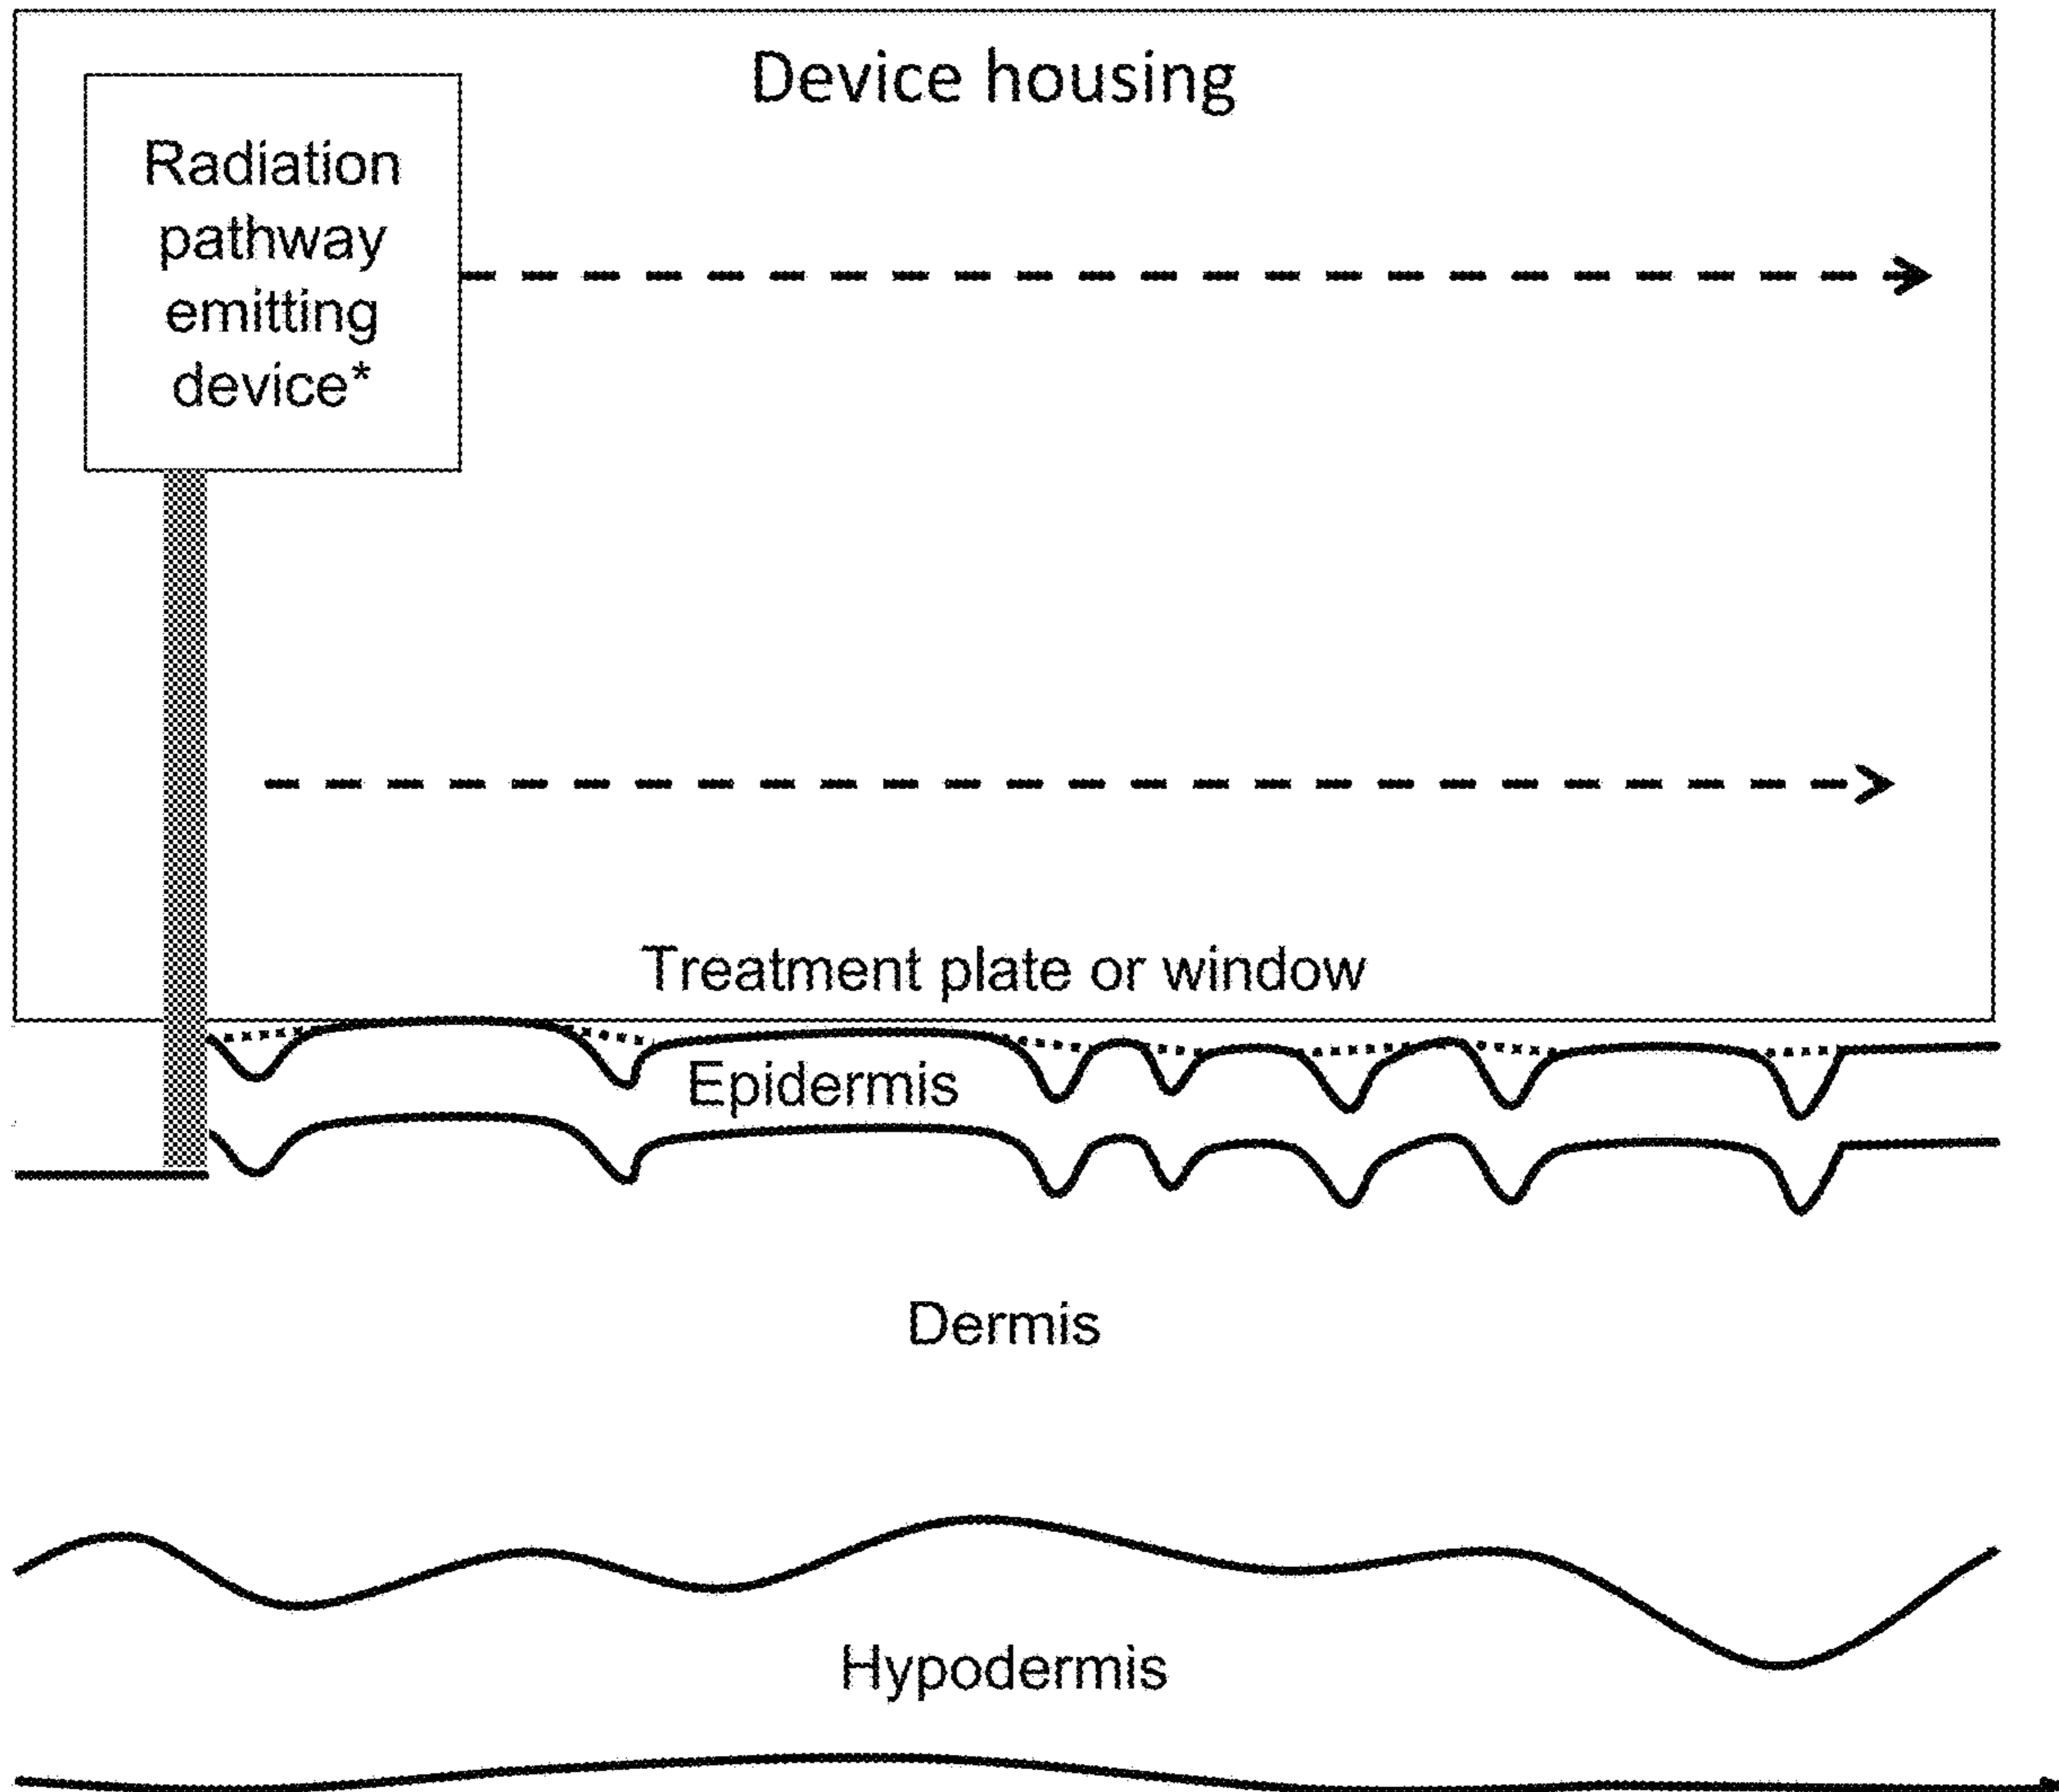 Device housing
Radiation
pathway
emitting
device*
Treatment plate or window
Epidermis
Dermis
Hypodermis